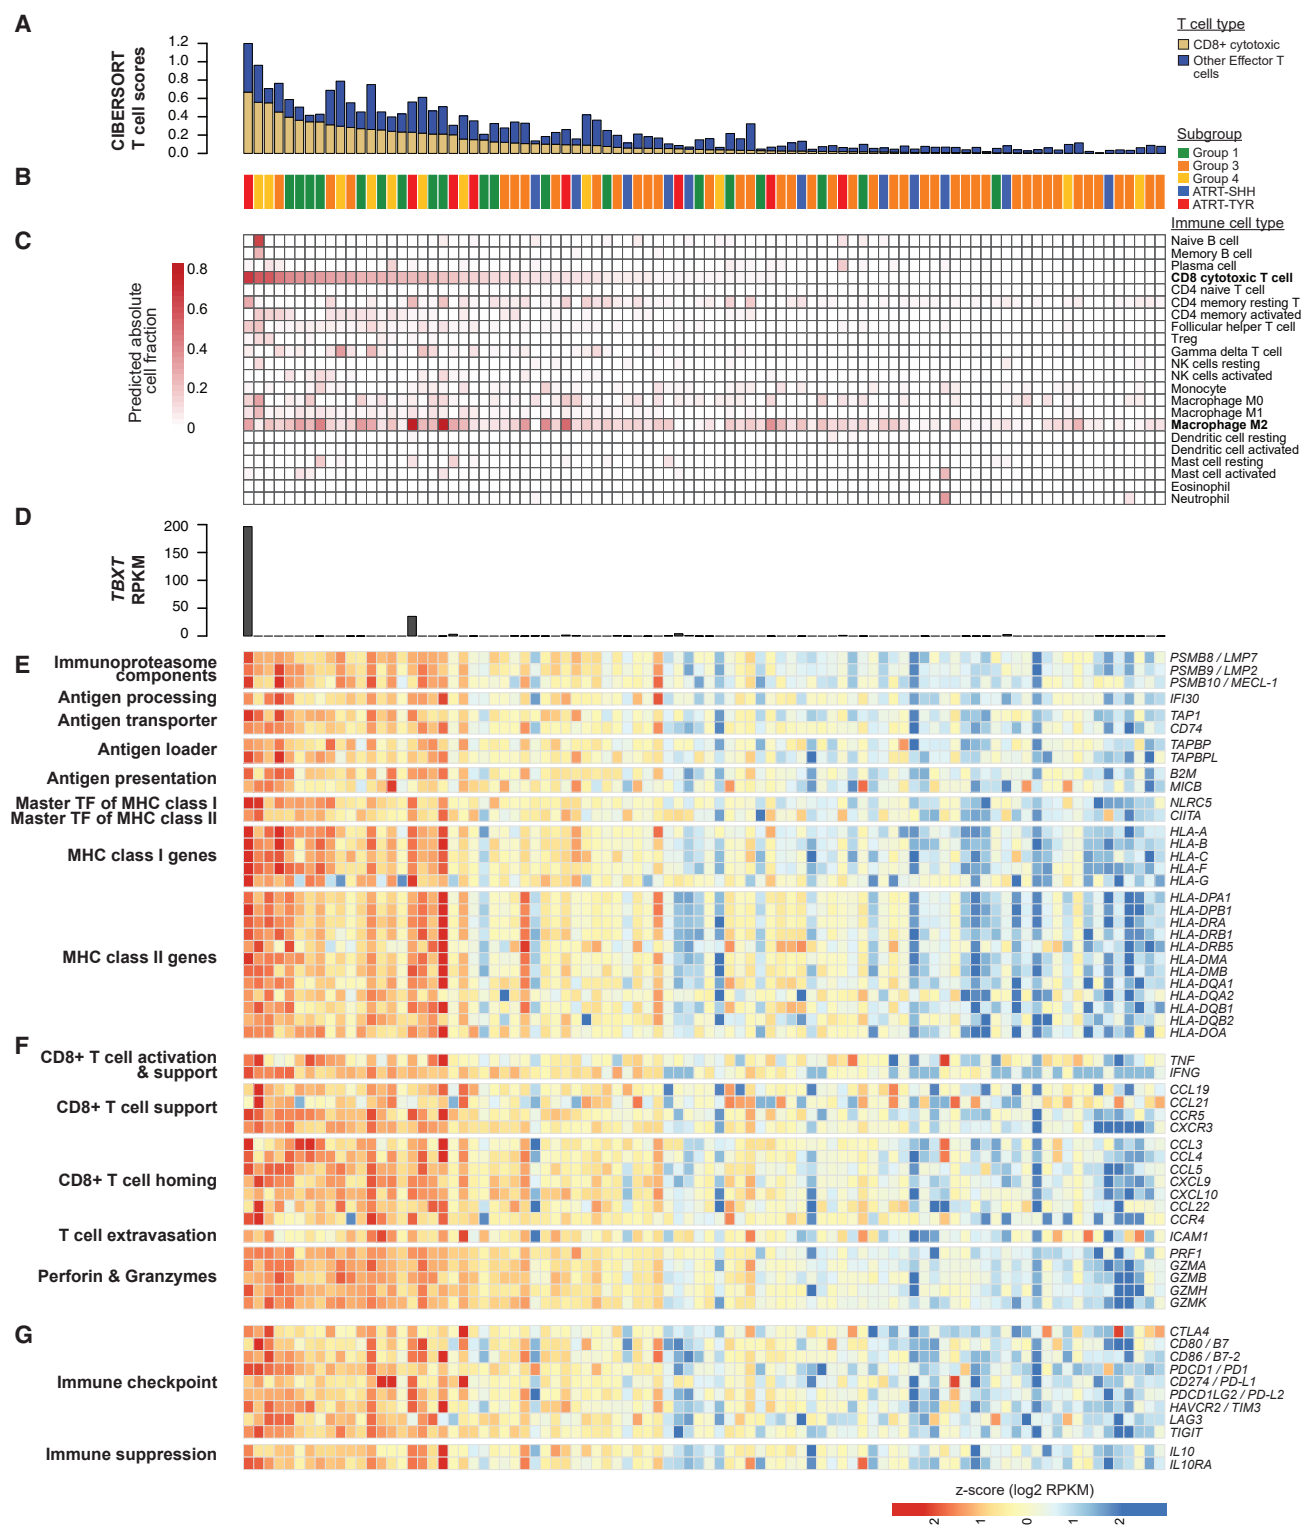 A
CIBERSORT
T cell scores
1.2
1.0
0.8
0.6
0.4
0.2
0.0
T cell type
CD8+ cytotoxic
Other Effector T
cells
B
Subgroup
Group 1
Group 3
Group 4
ATRT-SHH
ATRT-TYR
C
Predicted absolute
cell fraction
0.8
0.6
0.4
0.2
0
Immune cell type
Naive B cell
Memory B cell
Plasma cell
CD8 cytotoxic T cell
CD4 naive T cell
CD4 memory resting T
CD4 memory activated
Follicular helper T cell
Treg
Gamma delta T cell
NK cells resting
NK cells activated
Monocyte
Macrophage M0
Macrophage M1
Macrophage M2
Dendritic cell resting
Dendritic cell activated
Mast cell resting
Mast cell activated
Eosinophil
Neutrophil
D
TBXT
RPKM
200
150
100
50
0
E
Immunoproteasome
components
PSMB8 / LMP7
PSMB9 / LMP2
PSMB10 / MECL-1
Antigen processing
IFI30
Antigen transporter
TAP1
CD74
Antigen loader
TAPBP
TAPBPL
Antigen presentation
B2M
MICB
Master TF of MHC class I
Master TF of MHC class II
NLRC5
CIITA
MHC class I genes
HLA-A
HLA-B
HLA-C
HLA-F
HLA-G
MHC class II genes
HLA-DPA1
HLA-DPB1
HLA-DRA
HLA-DRB1
HLA-DRB5
HLA-DMA
HLA-DMB
HLA-DQA1
HLA-DQA2
HLA-DQB1
HLA-DQB2
HLA-DOA
F
CD8+ T cell activation
& support
TNF
IFNG
CD8+ T cell support
CCL19
CCL21
CCR5
CXCR3
CD8+ T cell homing
CCL3
CCL4
CCL5
CXCL9
CXCL10
CCL22
CCR4
T cell extravasation
ICAM1
Perforin & Granzymes
PRF1
GZMA
GZMB
GZMH
GZMK
G
Immune checkpoint
CTLA4
CD80 / B7
CD86 / B7-2
PDCD1 / PD1
CD274 / PD-L1
PDCD1LG2 / PD-L2
HAVCR2 / TIM3
LAG3
TIGIT
Immune suppression
IL10
IL10RA
z-score (log2 RPKM)
2
1
0
1
2